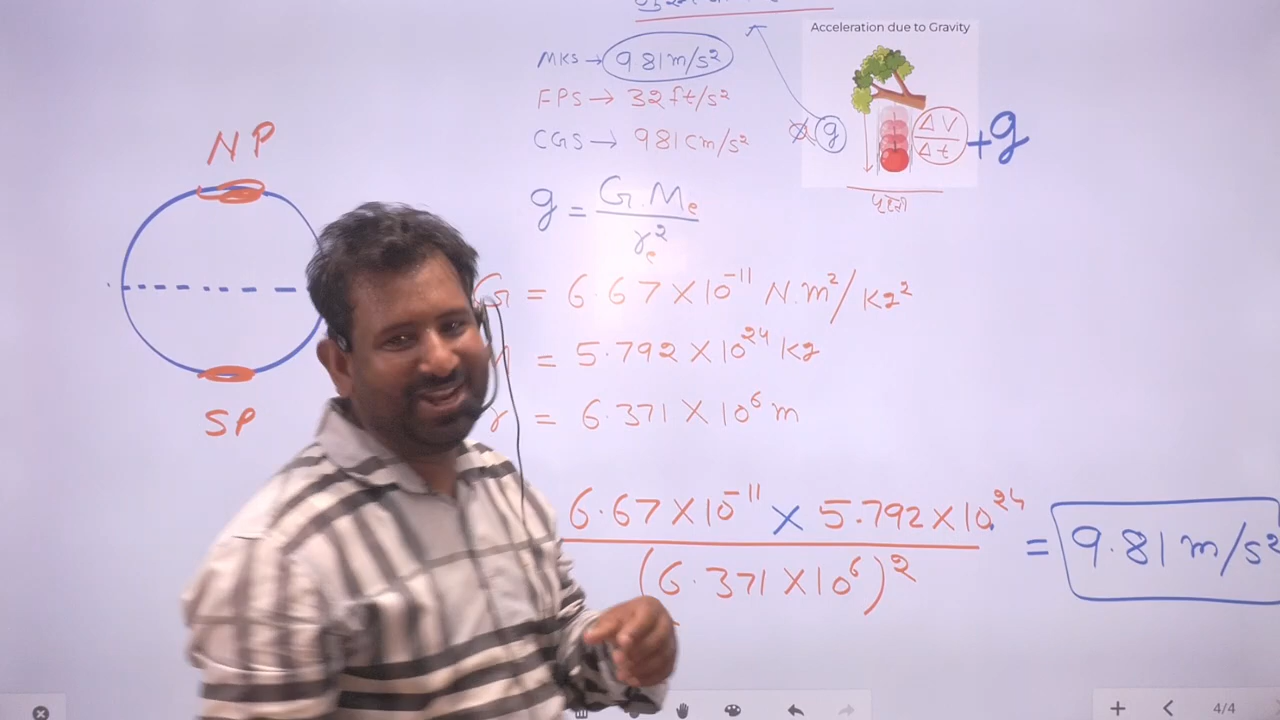 Acceleration due to Gravity
MKS → 9.81 m/s²
FPS → 32 ft/s²
CGS → 981 cm/s²
g
ΔV
Δt
+g
पृथ्वी
NP
SP
g = G.Me
re²
G = 6.67 × 10⁻¹¹ N.m²/Kg²
= 5.792 × 10²⁴ Kg
r = 6.371 × 10⁶ m
6.67 × 10⁻¹¹ × 5.792 × 10²⁴
(6.371 × 10⁶)²
= 9.81 m/s²
4/4